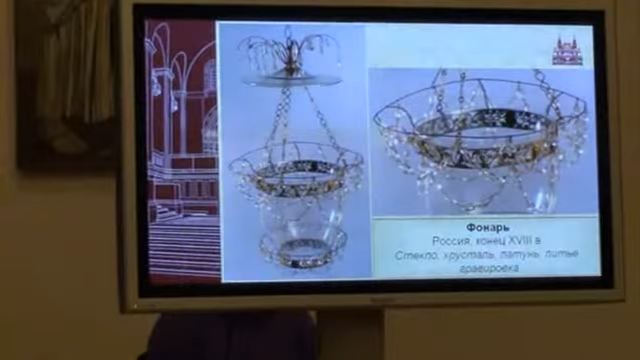 Фонарь
Россия, конец XVIII в
Стекло, хрусталь, латунь, литье
гравировка